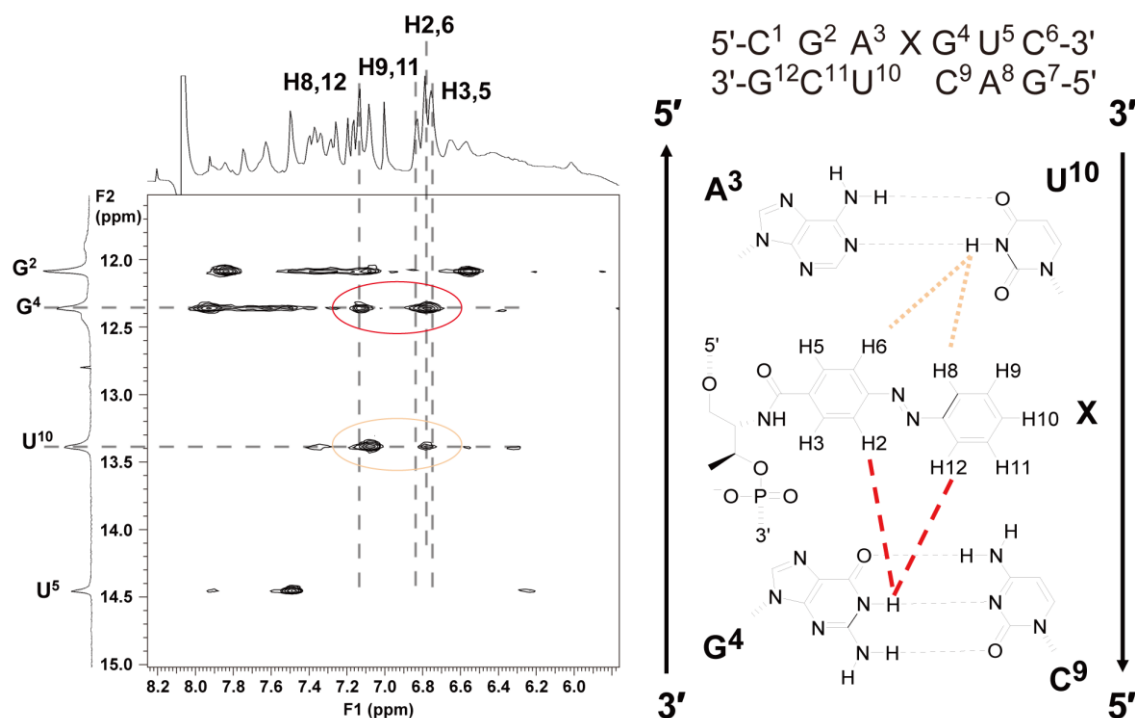 H2,6
H9,11
H8,12
H3,5
F2
(ppm)
G²
G⁴
U¹⁰
U⁵
12.0
12.5
13.0
13.5
14.0
14.5
15.0
8.2 8.0 7.8 7.6 7.4 7.2 7.0 6.8 6.6 6.4 6.2 6.0
F1 (ppm)
5'-C¹ G² A³ X G⁴ U⁵ C⁶-3'
3'-G¹²C¹¹U¹⁰ C⁹ A⁸ G⁷-5'
5′ 3′
A³ U¹⁰
H
N H O
N N
N N H N
O
5' H5 H6 H8 H9
O O
N N H10 X
NH
H3 H2 H12 H11
O
⁻O P O
3'
H
O H N
N
N H N
N
N H O
H
G⁴ C⁹
3′ 5′